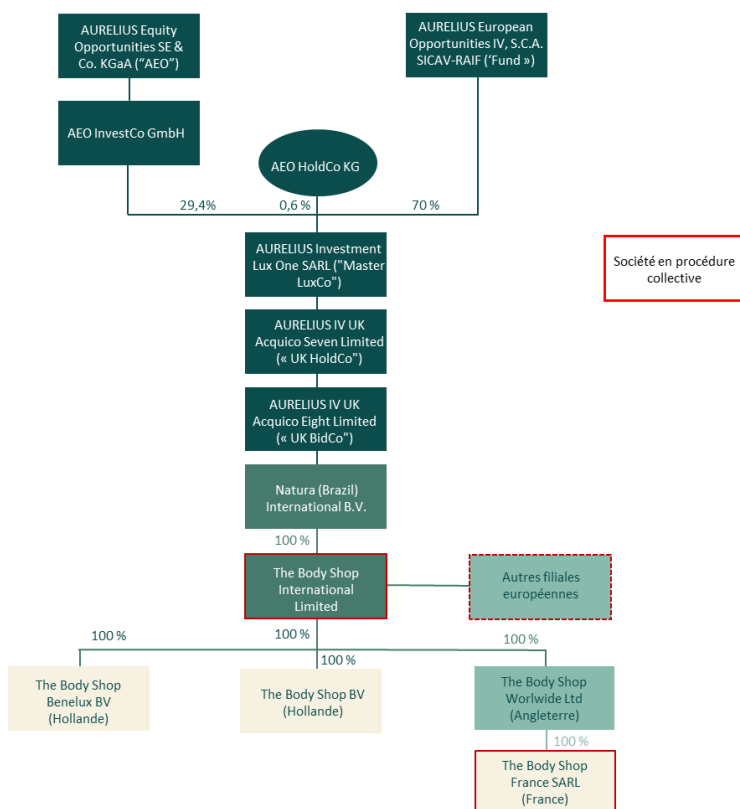 AURELIUS Equity
Opportunities SE &
Co. KGaA (“AEO”)
AURELIUS European
Opportunities IV, S.C.A.
SICAV-RAIF (‘Fund »)
AEO InvestCo GmbH
AEO HoldCo KG
29,4%
0,6 %
70 %
AURELIUS Investment
Lux One SARL ("Master
LuxCo")
Société en procédure
collective
AURELIUS IV UK
Acquico Seven Limited
(« UK HoldCo")
AURELIUS IV UK
Acquico Eight Limited
(« UK BidCo")
Natura (Brazil)
International B.V.
100 %
The Body Shop
International
Limited
Autres filiales
européennes
100 %
100 %
100 %
100 %
The Body Shop
Benelux BV
(Hollande)
The Body Shop BV
(Hollande)
The Body Shop
Worlwide Ltd
(Angleterre)
100 %
The Body Shop
France SARL
(France)